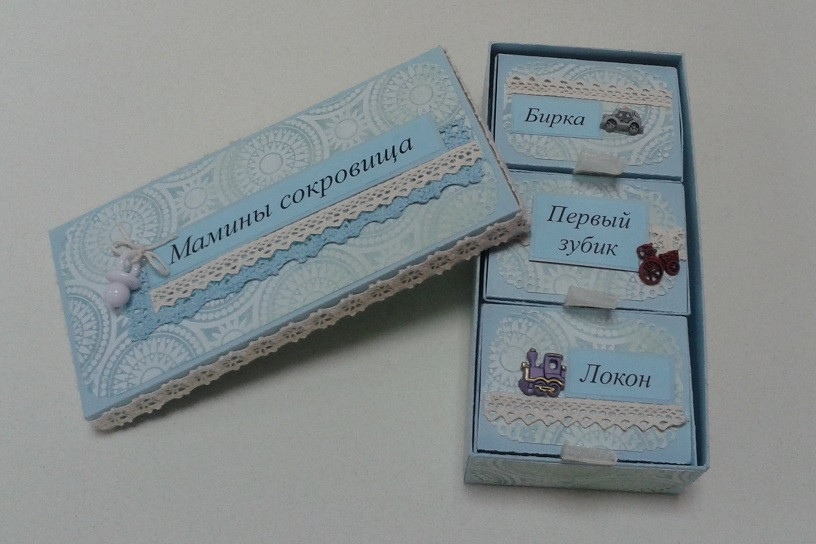 Мамины сокровища
Бирка
Первый
зубик
Локон